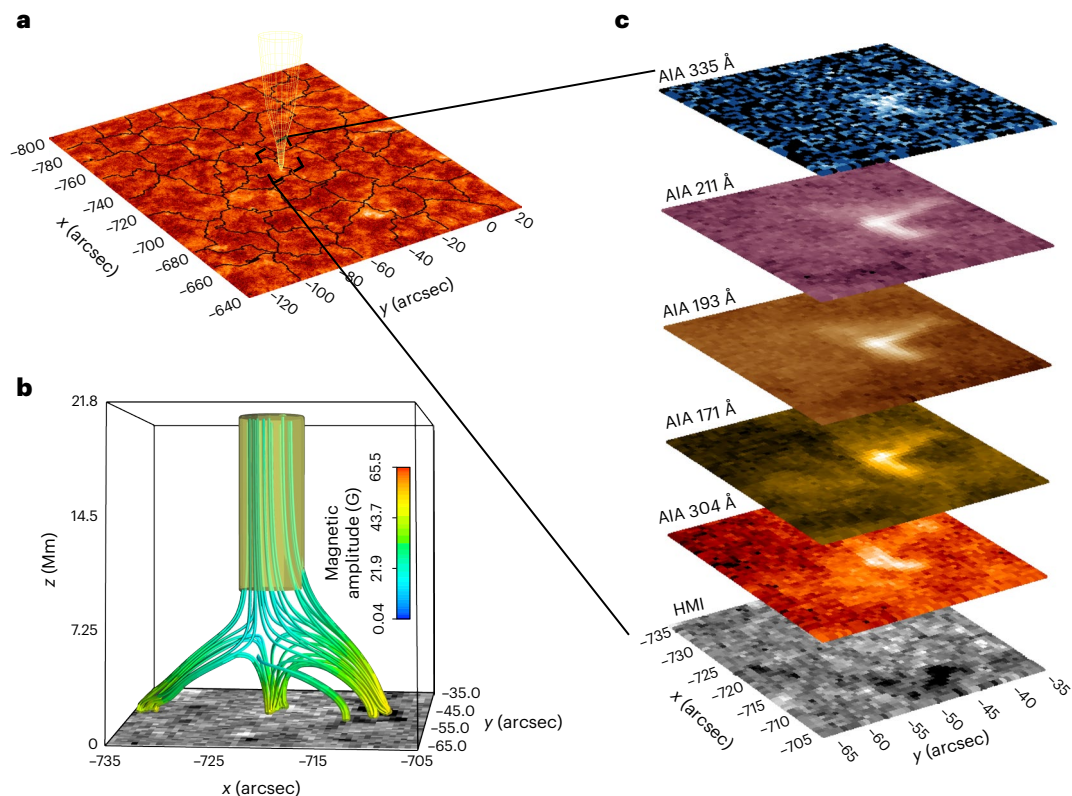 a
–800
–780
–760
–740
–720
–700
–680
–660
–640
x (arcsec)
–120
–100
–80
–60
–40
–20
0
20
y (arcsec)
b
21.8
14.5
7.25
0
z (Mm)
–735
–725
–715
–705
x (arcsec)
–35.0
–45.0
–55.0
–65.0
y (arcsec)
Magnetic
amplitude (G)
65.5
43.7
21.9
0.04
c
AIA 335 Å
AIA 211 Å
AIA 193 Å
AIA 171 Å
AIA 304 Å
HMI
–735
–730
–725
–720
–715
–710
–705
x (arcsec)
–65
–60
–55
–50
–45
–40
–35
y (arcsec)